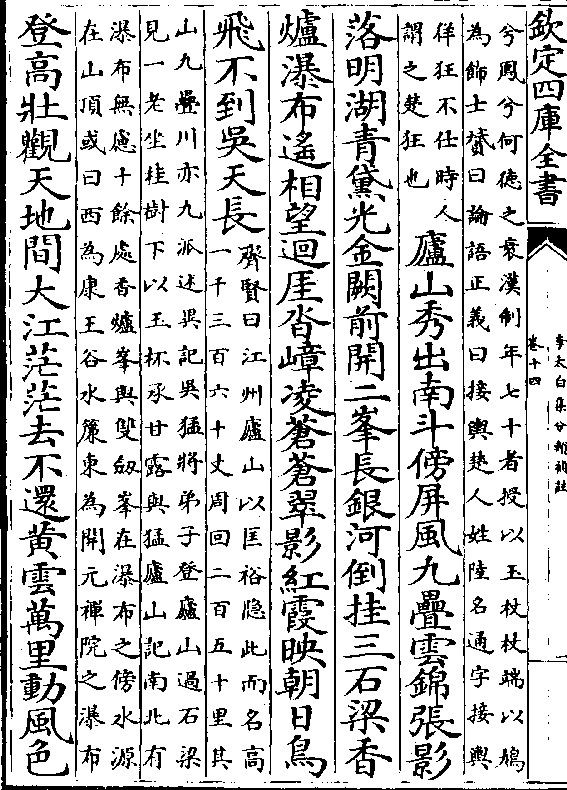 欽定四庫全書
李太白集分類補註
卷十四
兮鳳兮何德之衰漢制年七十者授以玉杖杖端以鳩
為飾士贇曰論語正義曰接輿楚人姓陸名通字接輿
佯狂不仕時人
謂之楚狂也
廬山秀出南斗傍屏風九疊雲錦張影
落明湖青黛光金闕前開二峯長銀河倒挂三石梁香
爐瀑布遙相望迴厓沓嶂凌蒼蒼翠影紅霞映朝日鳥
飛不到吳天長
齊賢曰江州廬山以匡裕隐此而名高
一千三百六十丈周回二百五十里其
山九疊川亦九派述異記吳猛將弟子登廬山過石梁
見一老坐桂樹下以玉杯承甘露與猛廬山記南北有
瀑布無慮十餘處香爐峯與雙劔峯在瀑布之傍水源
在山頂或曰西為康王谷水簾東為開元禪院之瀑布
登高壯觀天地間大江茫茫去不還黄雲萬里動風色